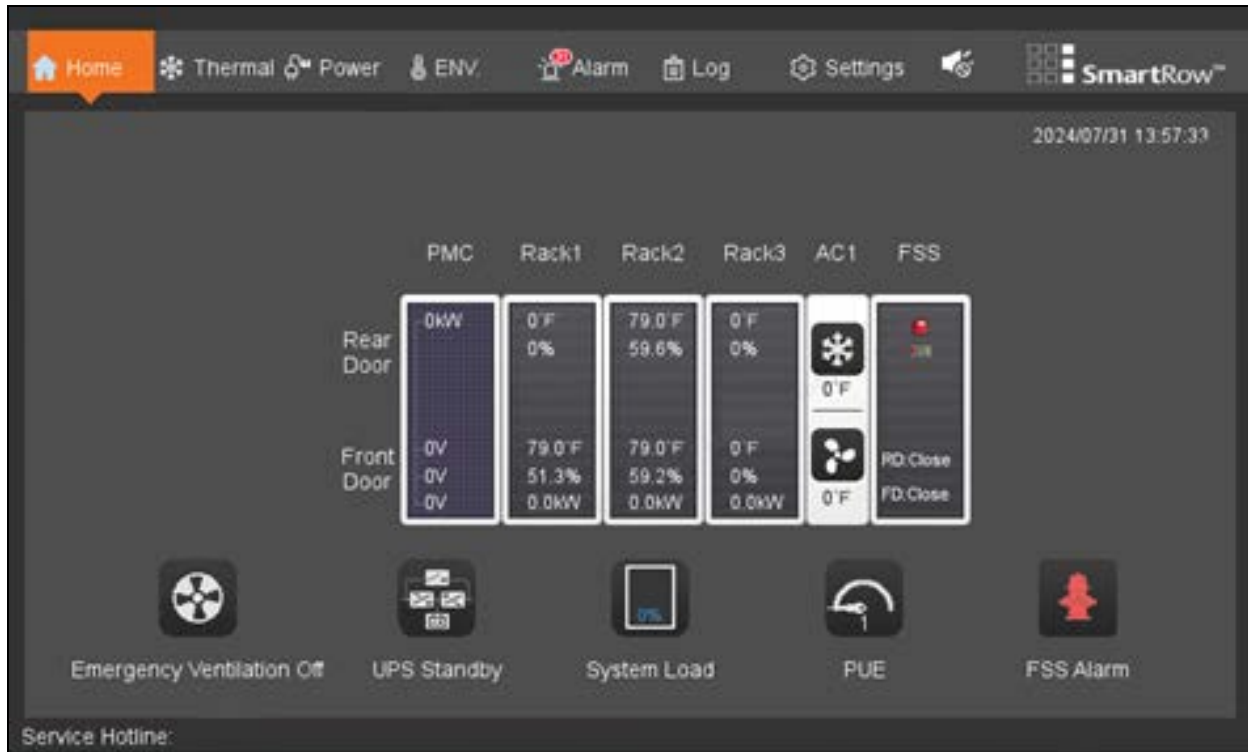 Home Thermal Power ENV. Alarm Log Settings SmartRow™
2024/07/31 13:57:33
PMC Rack1 Rack2 Rack3 AC1 FSS
Rear Door
0kW 0°F 79.0°F 0°F
0% 59.6% 0%
0°F
Front Door
0V 79.0°F 79.0°F 0°F
0V 51.3% 59.2% 0% RD:Close
0V 0.0kW 0.0kW 0.0kW 0°F FD:Close
0%
1
Emergency Ventilation Off UPS Standby System Load PUE FSS Alarm
Service Hotline: